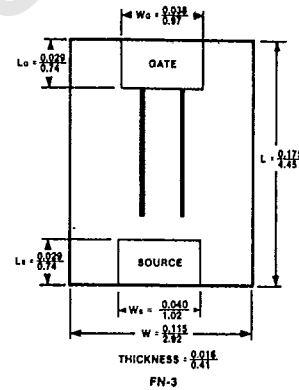 W_G = 0.038/0.97
L_G = 0.029/0.74
GATE
L = 0.175/4.45
L_S = 0.029/0.74
SOURCE
W_S = 0.040/1.02
W = 0.115/2.92
THICKNESS = 0.016/0.41
FN-3